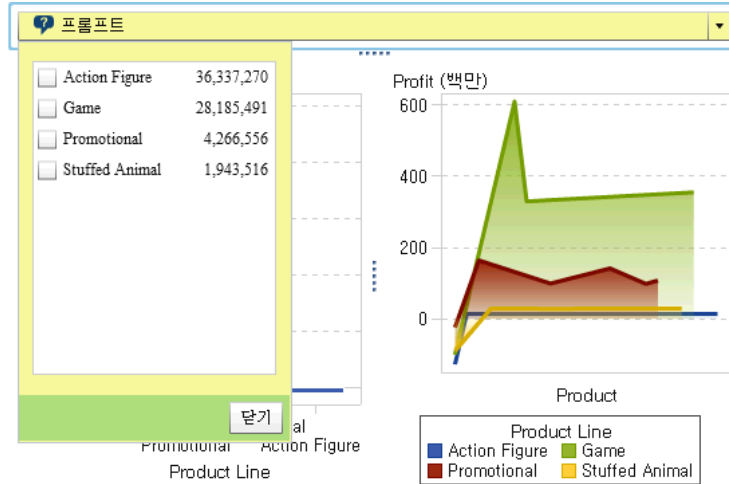 프롬프트
Action Figure 36,337,270
Game 28,185,491
Promotional 4,266,556
Stuffed Animal 1,943,516
닫기
al
Promotional Action Figure
Product Line
Profit (백만)
600
400
200
0
Product
Product Line
Action Figure Game
Promotional Stuffed Animal